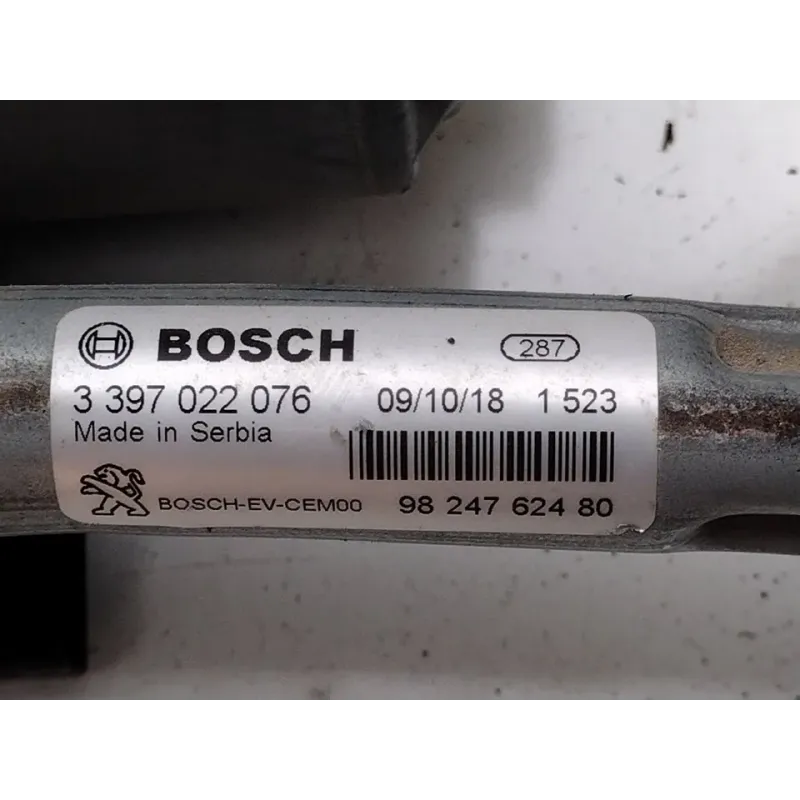 BOSCH 287
3 397 022 076 09/10/18 1 523
Made in Serbia
BOSCH-EV-CEM00 98 247 624 80